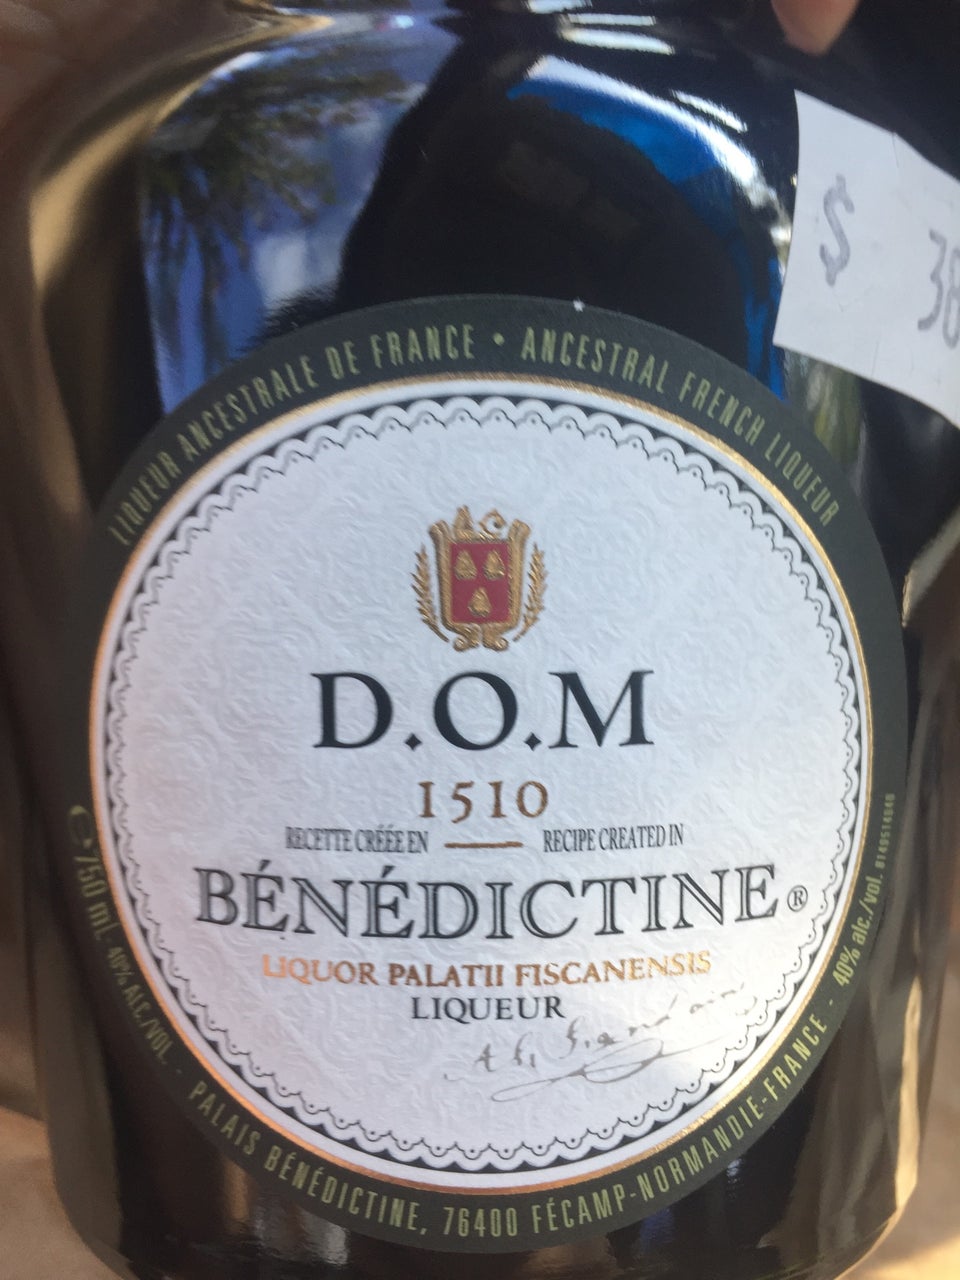 $ 38
LIQUEUR ANCESTRALE DE FRANCE • ANCESTRAL FRENCH LIQUEUR
D.O.M
1510
RECETTE CRÉÉE EN — RECIPE CREATED IN
BÉNÉDICTINE®
LIQUOR PALATII FISCANENSIS
LIQUEUR
e 750 mL 40% ALC./VOL. - PALAIS BÉNÉDICTINE, 76400 FÉCAMP-NORMANDIE-FRANCE - 40% alc./vol.